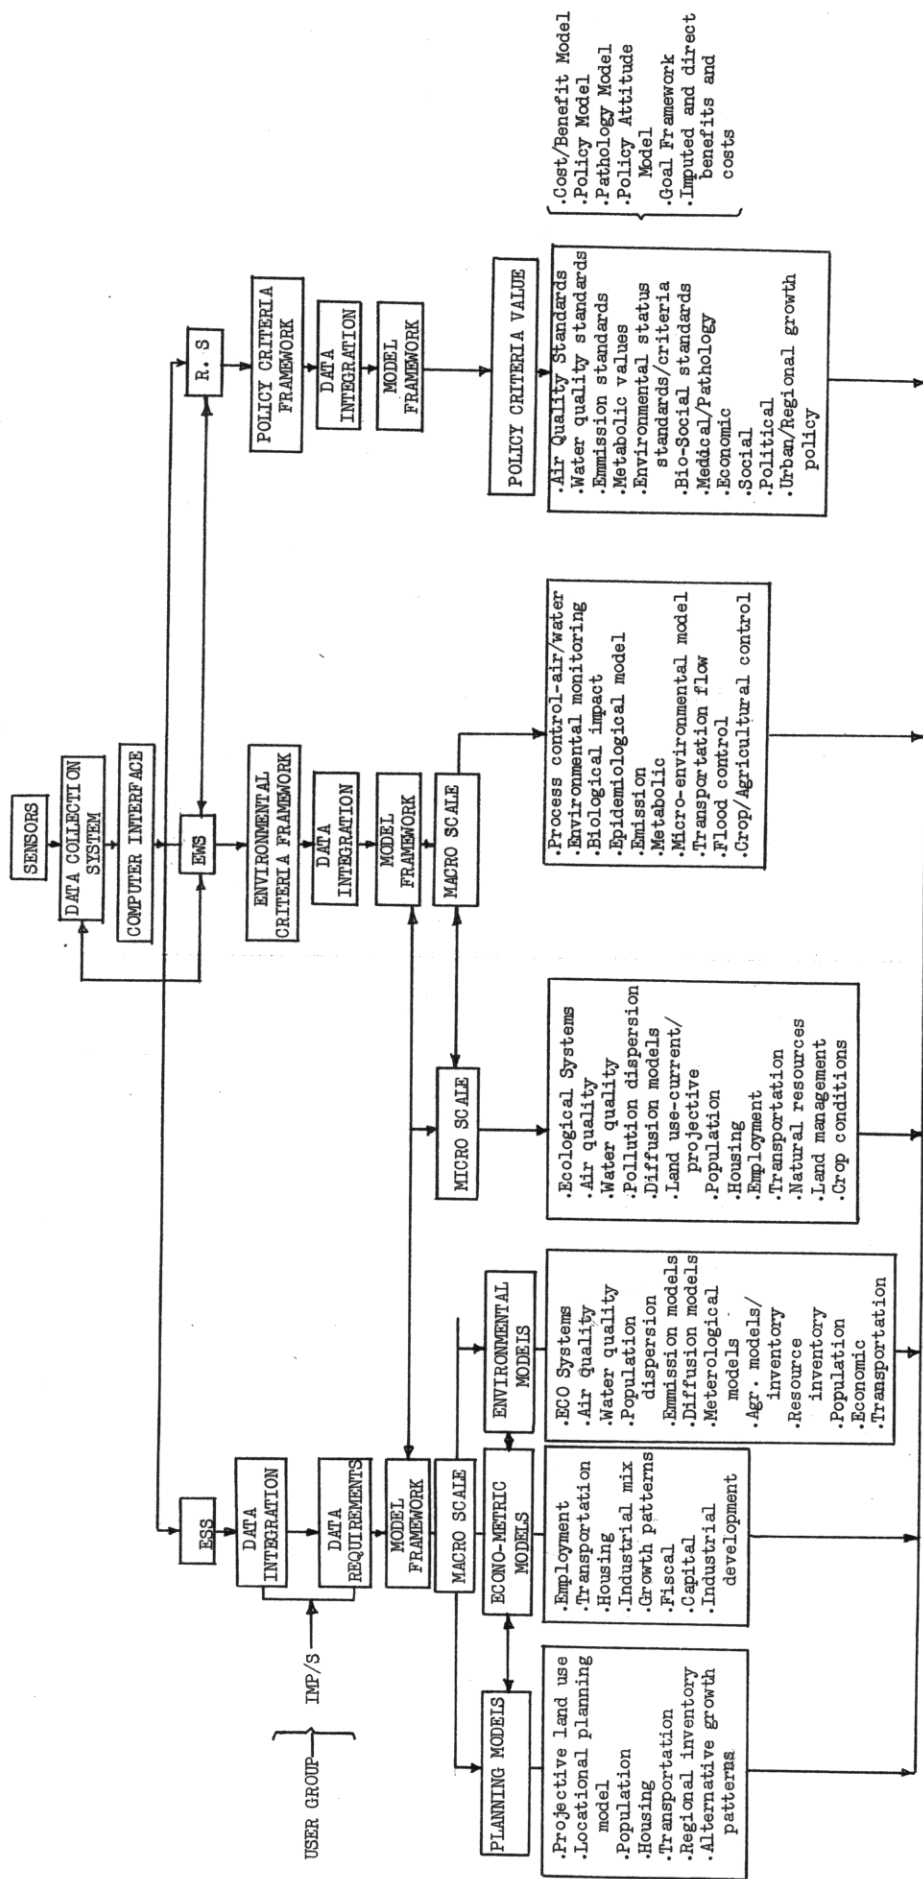 SENSORS
DATA COLLECTION
SYSTEM
COMPUTER INTERFACE
ESS
EWS
R. S
USER GROUP
IMP/S
DATA
INTEGRATION
DATA
REQUIREMENTS
MODEL
FRAMEWORK
MACRO SCALE
ENVIRONMENTAL
CRITERIA FRAMEWORK
DATA
INTEGRATION
MODEL
FRAMEWORK
MICRO SCALE
MACRO SCALE
POLICY CRITERIA
FRAMEWORK
DATA
INTEGRATION
MODEL
FRAMEWORK
POLICY CRITERIA VALUE
PLANNING MODELS
ECONO-METRIC
MODELS
ENVIRONMENTAL
MODELS
.Projective land use
.Locational planning
model
.Population
.Housing
.Transportation
.Regional inventory
.Alternative growth
patterns
.Employment
.Transportation
.Housing
.Industrial mix
.Growth patterns
.Fiscal
.Capital
.Industrial
development
.ECO Systems
.Air quality
.Water quality
.Population
dispersion
.Emmission models
.Diffusion models
.Meterological
models
.Agr. models/
inventory
.Resource
inventory
.Population
.Economic
.Transportation
.Ecological Systems
.Air quality
.Water quality
.Pollution dispersion
.Diffusion models
.Land use-current/
projective
.Population
.Housing
.Employment
.Transportation
.Natural resources
.Land management
.Crop conditions
.Process control-air/water
.Environmental monitoring
.Biological impact
.Epidemiological model
.Emission
.Metabolic
.Micro-environmental model
.Transportation flow
.Flood control
.Crop/Agricultural control
.Air Quality Standards
.Water quality standards
.Emmission standards
.Metabolic values
.Environmental status
standards/criteria
.Bio-Social standards
.Medical/Pathology
.Economic
.Social
.Political
.Urban/Regional growth
policy
.Cost/Benefit Model
.Policy Model
.Pathology Model
.Policy Attitude
Model
.Goal Framework
.Imputed and direct
benefits and
costs